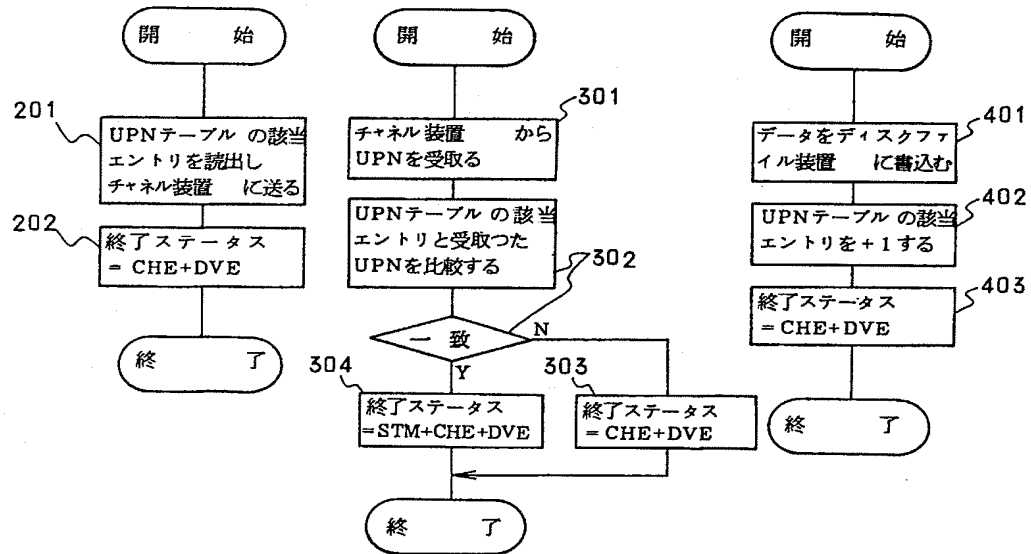 開 始
201
UPNテーブル の該当
エントリを読出し
チャネル装置 に送る
202
終了ステータス
= CHE+DVE
終 了
開 始
301
チャネル装置 から
UPNを受取る
UPNテーブル の該当
エントリと受取つた
UPNを比較する
302
一 致
N
Y
304
終了ステータス
=STM+CHE+DVE
303
終了ステータス
=CHE+DVE
終 了
開 始
401
データをディスクファ
イル装置 に書込む
402
UPNテーブル の該当
エントリを+1する
403
終了ステータス
=CHE+DVE
終 了